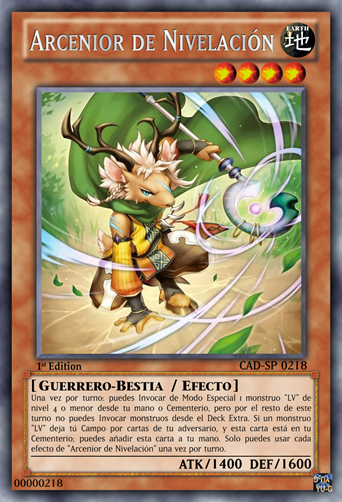 Arcenior de Nivelación
EARTH
地
1st Edition
CAD-SP 0218
[Guerrero-Bestia / Efecto]
Una vez por turno: puedes Invocar de Modo Especial 1 monstruo "LV" de
nivel 4 o menor desde tu mano o Cementerio, pero por el resto de
este turno no puedes Invocar monstruos desde el Deck Extra. Si un monstruo
"LV" deja tú Campo por cartas de tu adversario, y esta carta está en tu
Cementerio; puedes añadir esta carta a tu mano. Solo puedes usar cada
efecto de "Arcenior de Nivelación" una vez por turno.
ATK/1400 DEF/1600
00000218